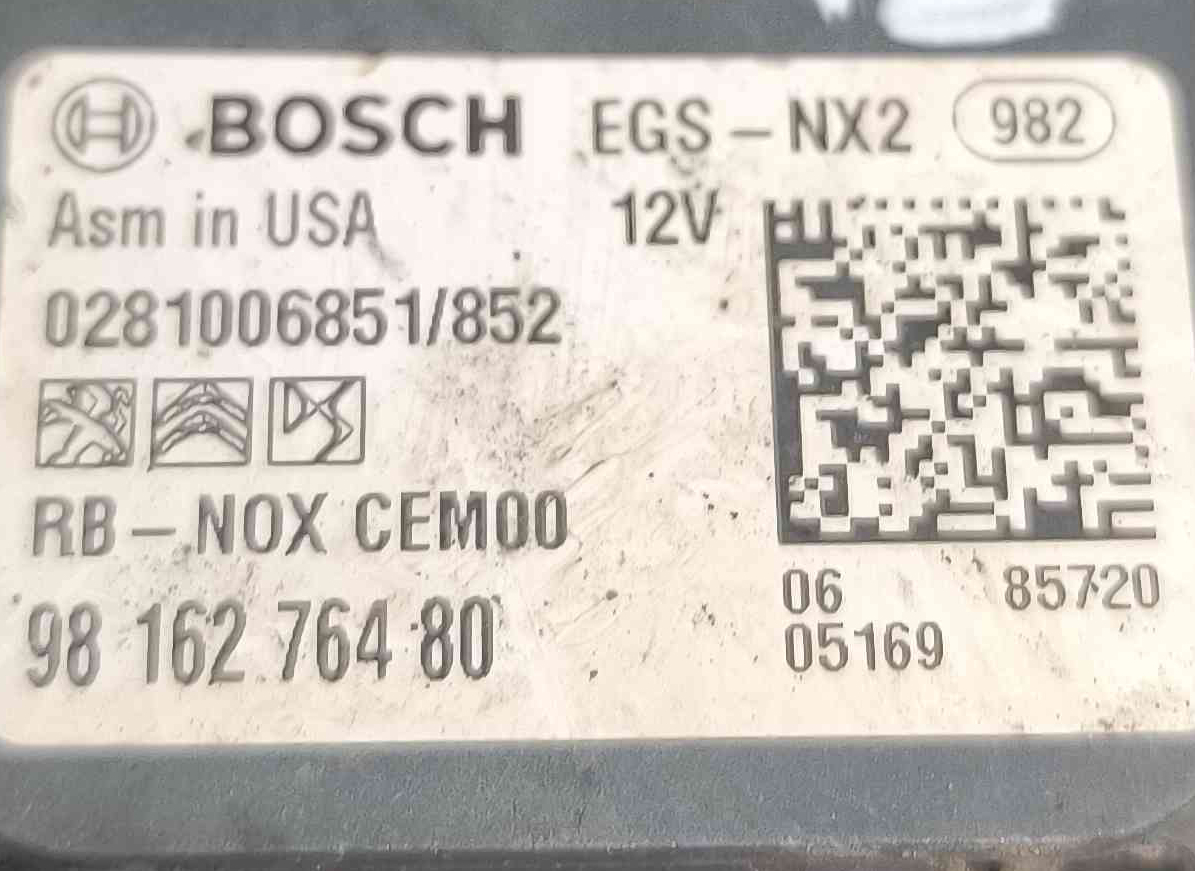 BOSCH EGS – NX2 982
Asm in USA 12V
0281006851/852
RB – NOX CEM00
98 162 764 80
06 85720
05169